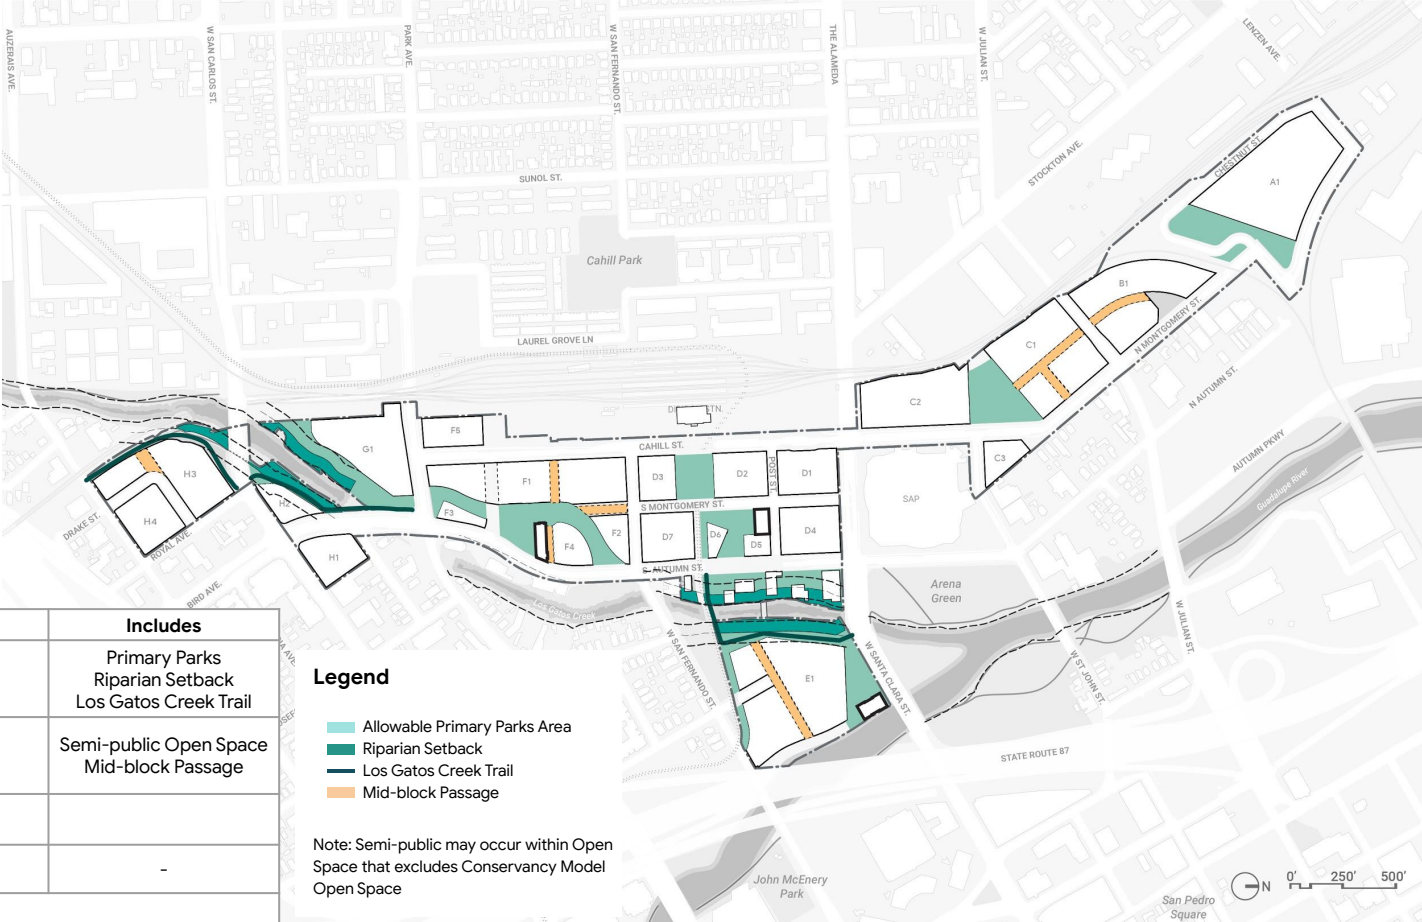 AUZERAIS AVE.
W SAN CARLOS ST.
PARK AVE.
W SAN FERNANDO ST.
THE ALAMEDA
W JULIAN ST.
LENZEN AVE.
STOCKTON AVE.
CHESTNUT ST.
SUNOL ST.
A1
Cahill Park
B1
LAUREL GROVE LN
C1
N MONTGOMERY ST.
N AUTUMN ST.
C2
STN.
F5
CAHILL ST.
G1
AUTUMN PKWY
C3
H3
F1
D3
D2
POST ST.
D1
Guadalupe River
SAP
H2
F3
S MONTGOMERY ST.
H4
DRAKE ST.
ROYAL AVE.
F4
F2
D7
D6
D5
D4
H1
S. AUTUMN ST.
BIRD AVE.
Los Gatos Creek
Arena
Green
W JULIAN ST.
Includes
Primary Parks
Riparian Setback
Los Gatos Creek Trail
Semi-public Open Space
Mid-block Passage
-
W SAN FERNANDO ST.
E1
W SANTA CLARA ST.
W ST JOHN ST.
STATE ROUTE 87
Legend
Allowable Primary Parks Area
Riparian Setback
Los Gatos Creek Trail
Mid-block Passage
Note: Semi-public may occur within Open
Space that excludes Conservancy Model
Open Space
John McEnery
Park
San Pedro
Square
N
0' 250' 500'